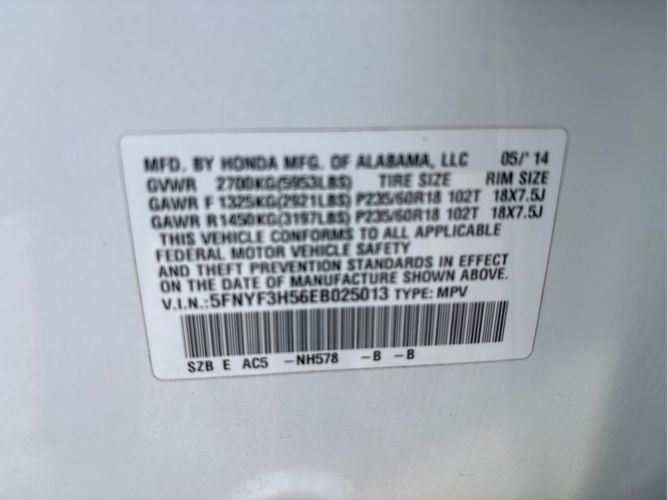 MFD. BY HONDA MFG. OF ALABAMA, LLC 05/'14
GVWR 2700KG(5953LBS) TIRE SIZE RIM SIZE
GAWR F 1325KG(2921LBS) P235/60R18 102T 18X7.5J
GAWR R 1450KG(3197LBS) P235/60R18 102T 18X7.5J
THIS VEHICLE CONFORMS TO ALL APPLICABLE
FEDERAL MOTOR VEHICLE SAFETY
AND THEFT PREVENTION STANDARDS IN EFFECT
ON THE DATE OF MANUFACTURE SHOWN ABOVE.
V.I.N.:5FNYF3H56EB025013 TYPE: MPV
SZB E AC5 -NH578 -B -B